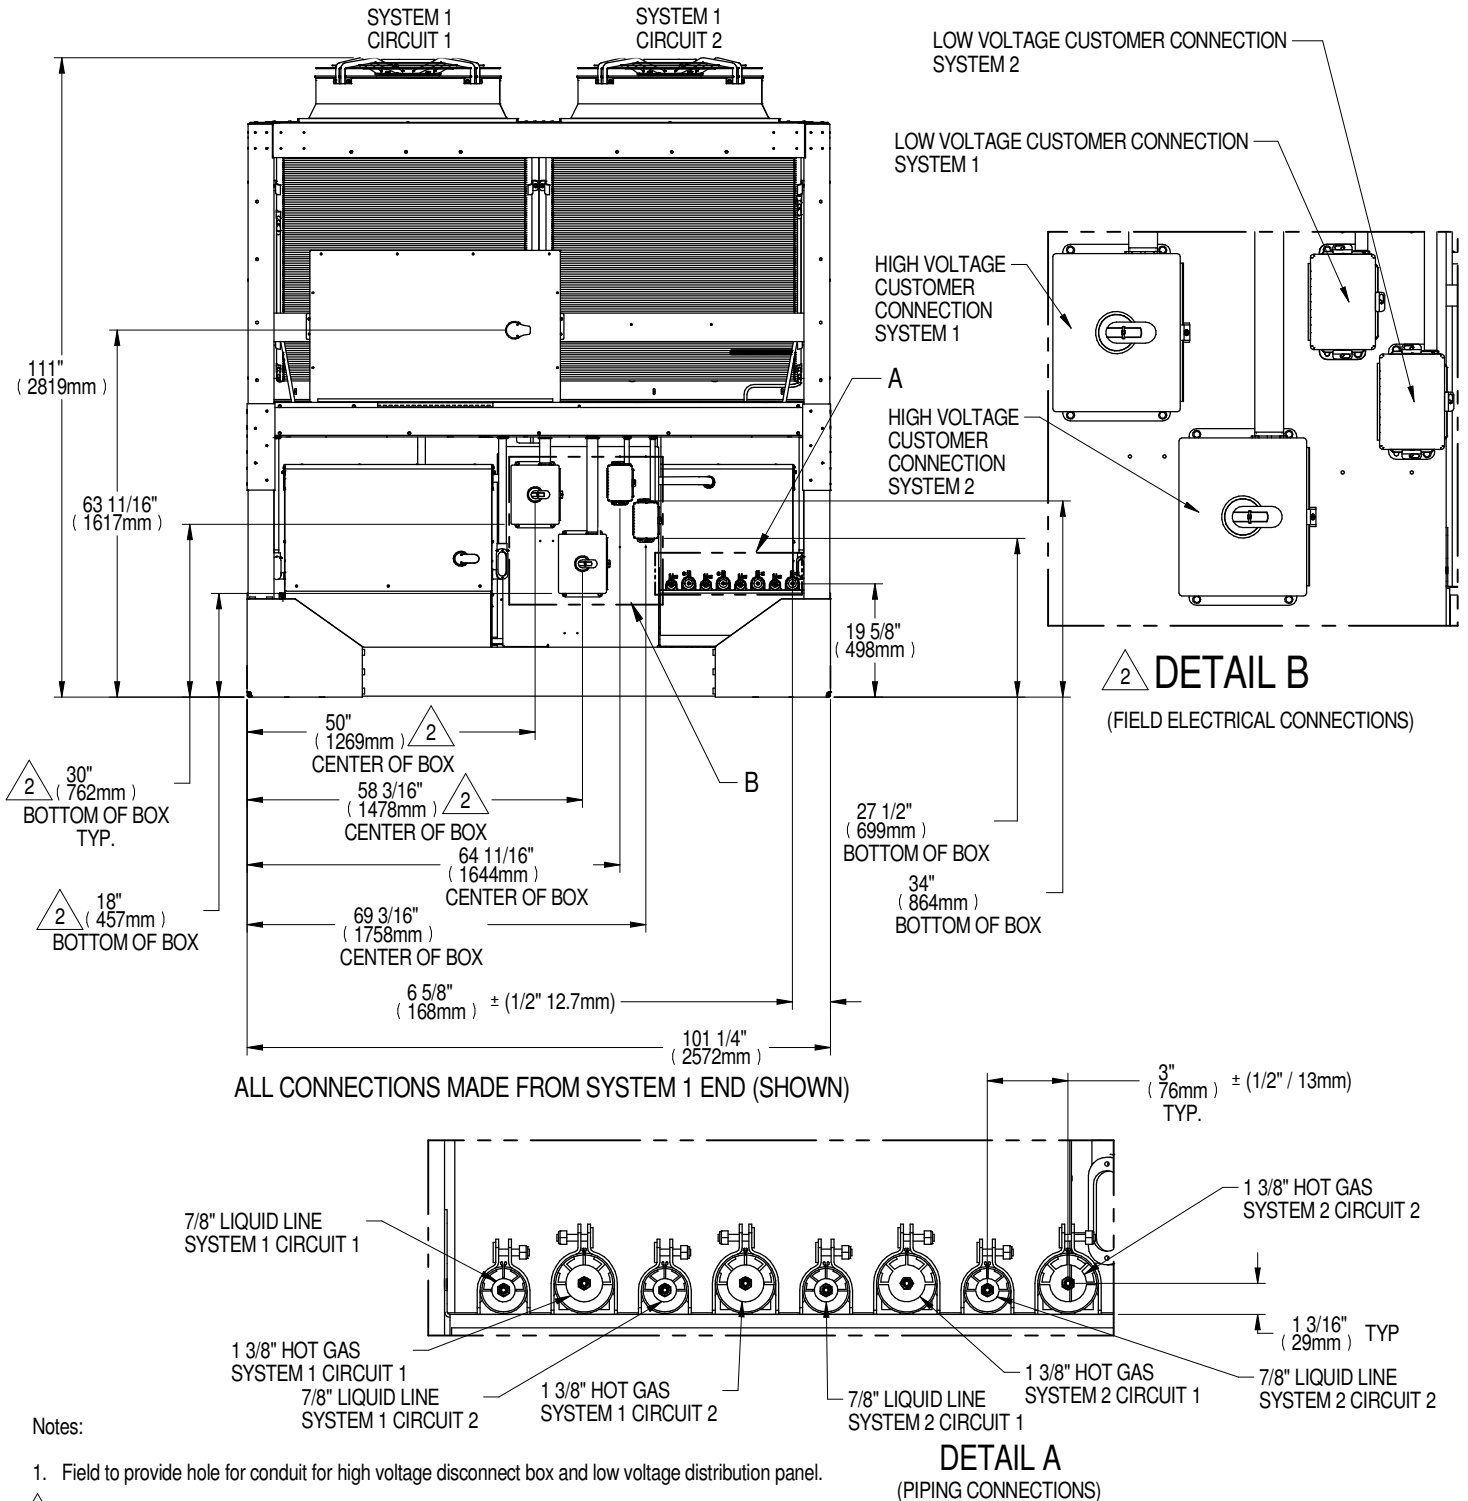 SYSTEM 1
CIRCUIT 1
SYSTEM 1
CIRCUIT 2
LOW VOLTAGE CUSTOMER CONNECTION
SYSTEM 2
LOW VOLTAGE CUSTOMER CONNECTION
SYSTEM 1
HIGH VOLTAGE
CUSTOMER
CONNECTION
SYSTEM 1
A
HIGH VOLTAGE
CUSTOMER
CONNECTION
SYSTEM 2
111"
( 2819mm )
63 11/16"
( 1617mm )
19 5/8"
( 498mm )
2 DETAIL B
(FIELD ELECTRICAL CONNECTIONS)
50"
( 1269mm ) 2
CENTER OF BOX
B
2 30"
( 762mm )
BOTTOM OF BOX
TYP.
58 3/16"
( 1478mm ) 2
CENTER OF BOX
27 1/2"
( 699mm )
BOTTOM OF BOX
64 11/16"
( 1644mm )
CENTER OF BOX
34"
( 864mm )
BOTTOM OF BOX
2 18"
( 457mm )
BOTTOM OF BOX
69 3/16"
( 1758mm )
CENTER OF BOX
6 5/8"
( 168mm ) ± (1/2" 12.7mm)
101 1/4"
( 2572mm )
ALL CONNECTIONS MADE FROM SYSTEM 1 END (SHOWN)
3"
( 76mm ) ± (1/2" / 13mm)
TYP.
7/8" LIQUID LINE
SYSTEM 1 CIRCUIT 1
1 3/8" HOT GAS
SYSTEM 2 CIRCUIT 2
1 3/16"
( 29mm ) TYP
1 3/8" HOT GAS
SYSTEM 1 CIRCUIT 1
7/8" LIQUID LINE
SYSTEM 1 CIRCUIT 2
1 3/8" HOT GAS
SYSTEM 1 CIRCUIT 2
7/8" LIQUID LINE
SYSTEM 2 CIRCUIT 1
1 3/8" HOT GAS
SYSTEM 2 CIRCUIT 1
7/8" LIQUID LINE
SYSTEM 2 CIRCUIT 2
DETAIL A
(PIPING CONNECTIONS)
Notes:
1. Field to provide hole for conduit for high voltage disconnect box and low voltage distribution panel.